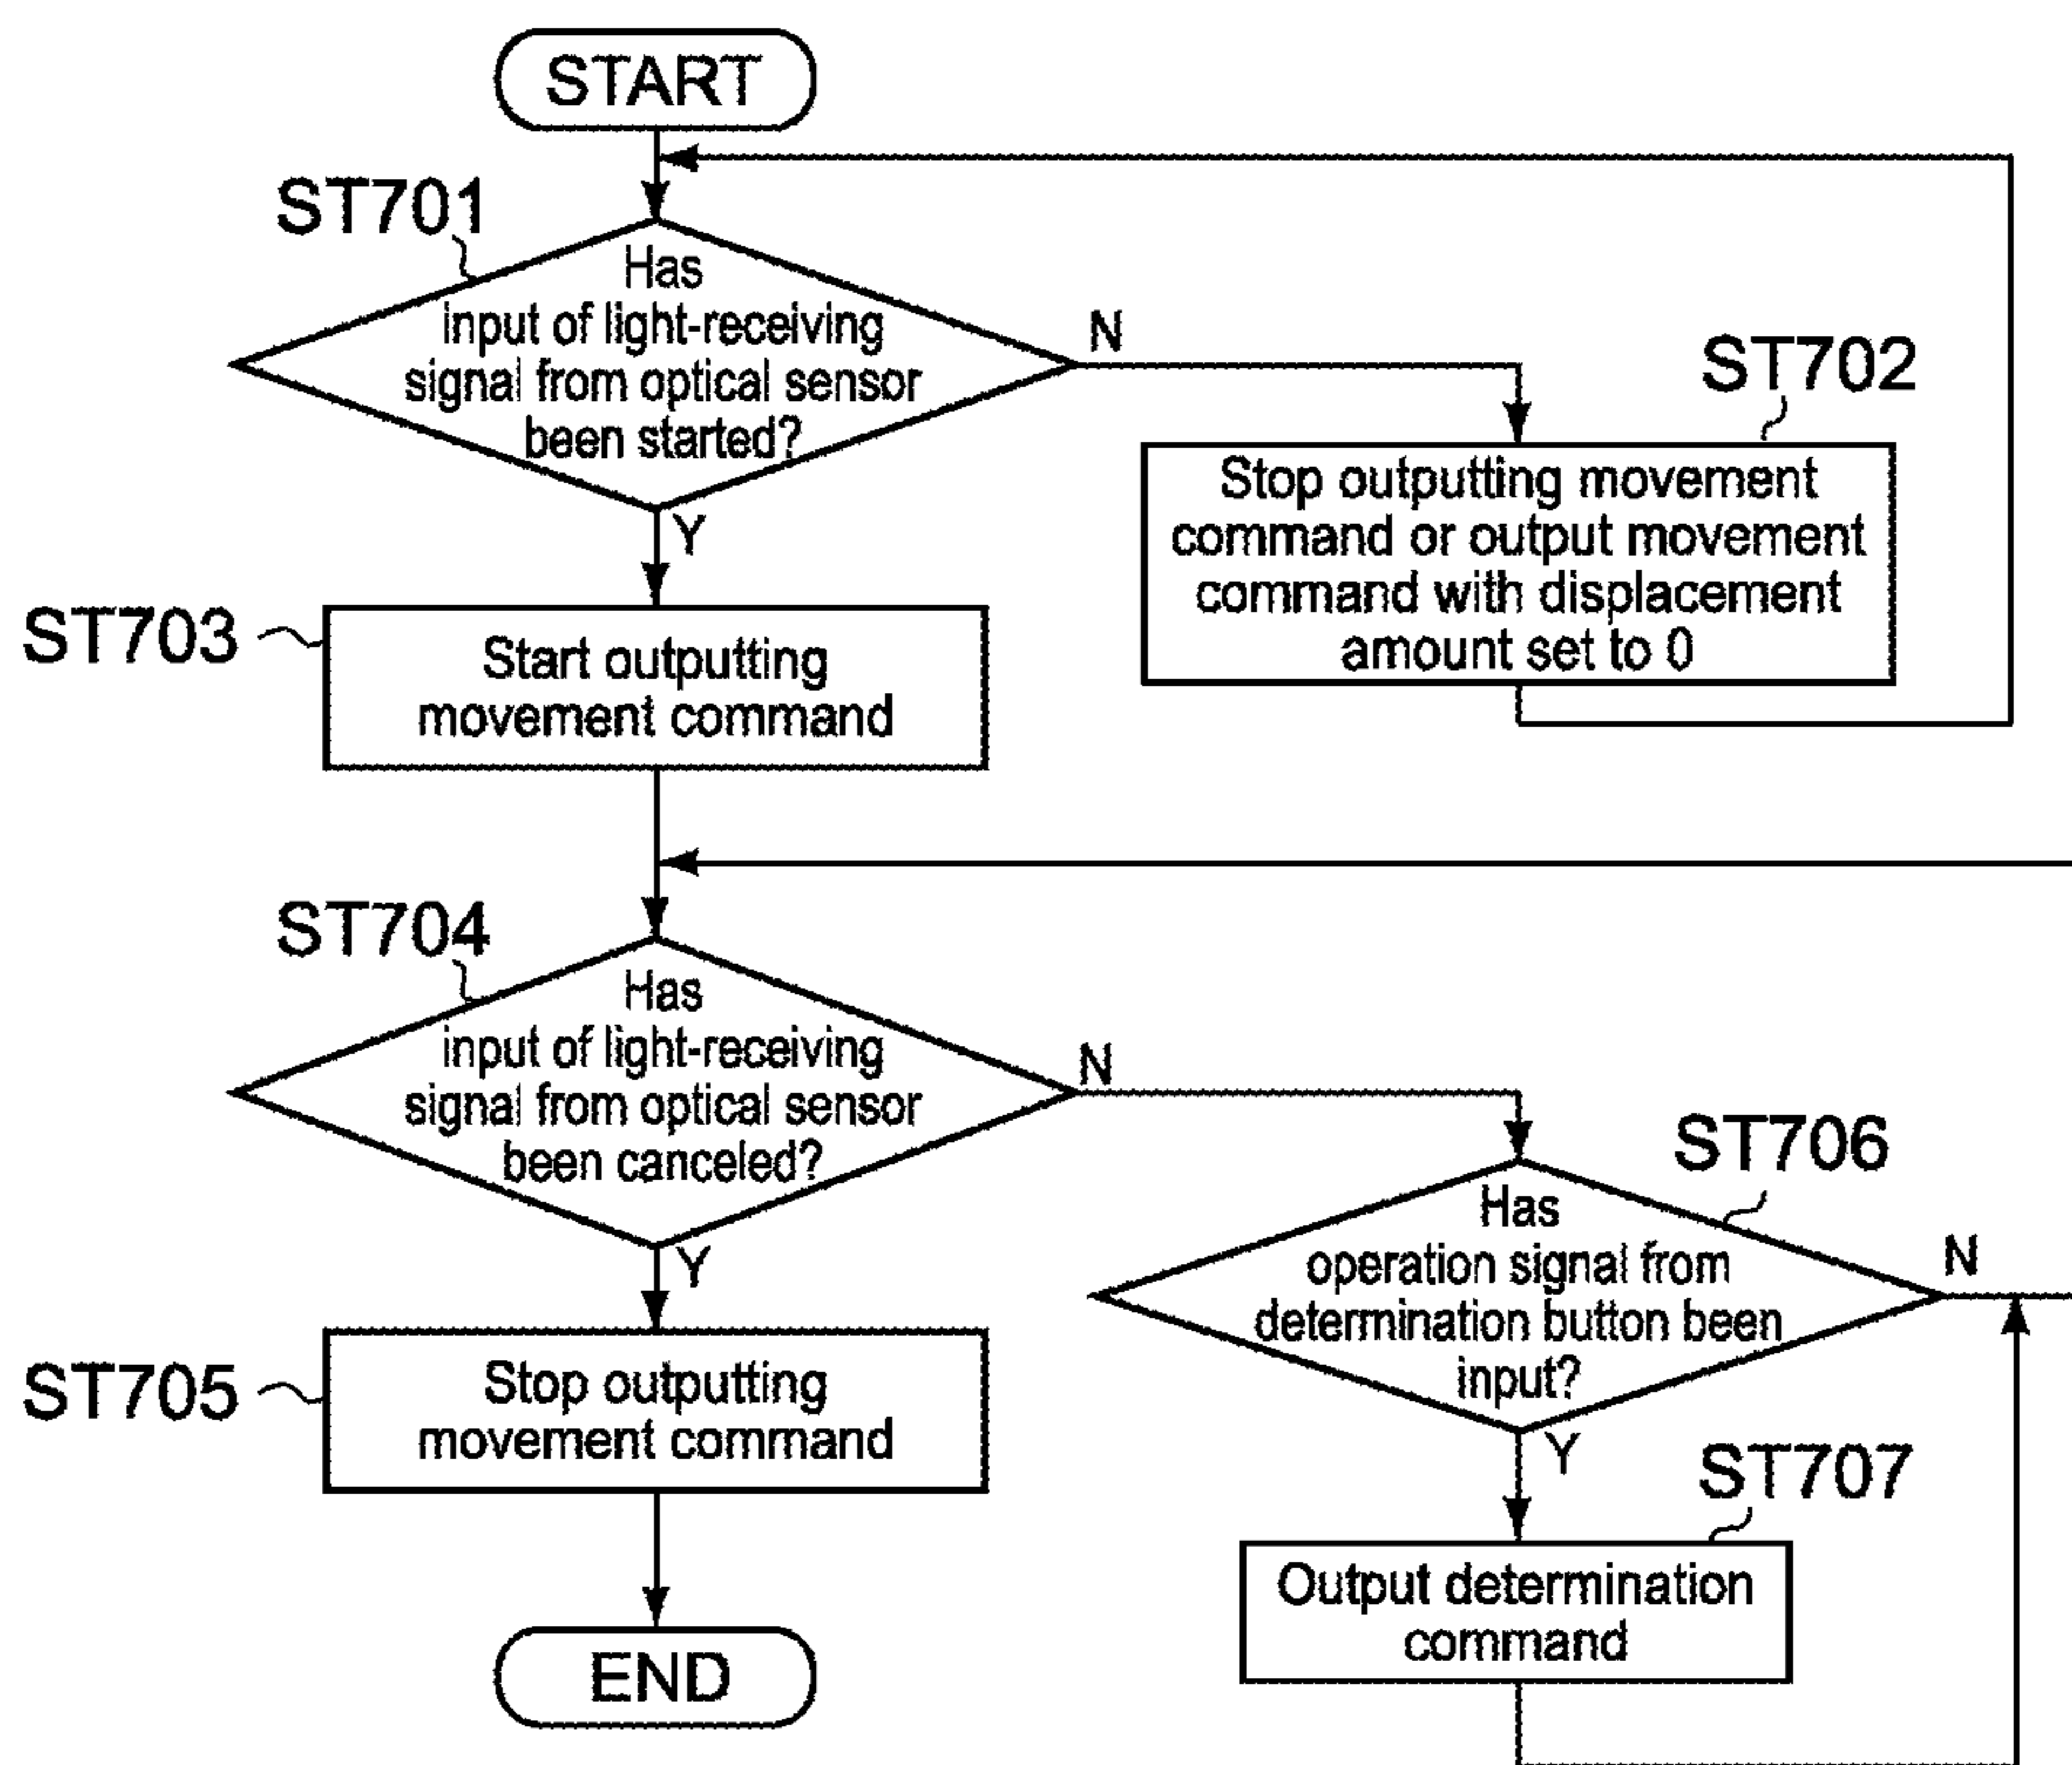 START
ST701
Has
input of light-receiving
signal from optical sensor
been started?
N
Y
ST702
Stop outputting movement
command or output movement
command with displacement
amount set to 0
ST703
Start outputting
movement command
ST704
Has
input of light-receiving
signal from optical sensor
been canceled?
N
Y
ST705
Stop outputting
movement command
END
ST706
Has
operation signal from
determination button been
input?
N
Y
ST707
Output determination
command